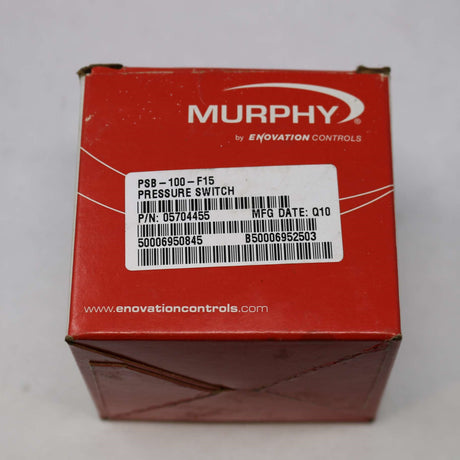 MURPHY
by ENOVATION CONTROLS
PSB-100-F15
PRESSURE SWITCH
P/N: 05704455 MFG DATE: Q10
50006950845 B50006952503
www.enovationcontrols.com